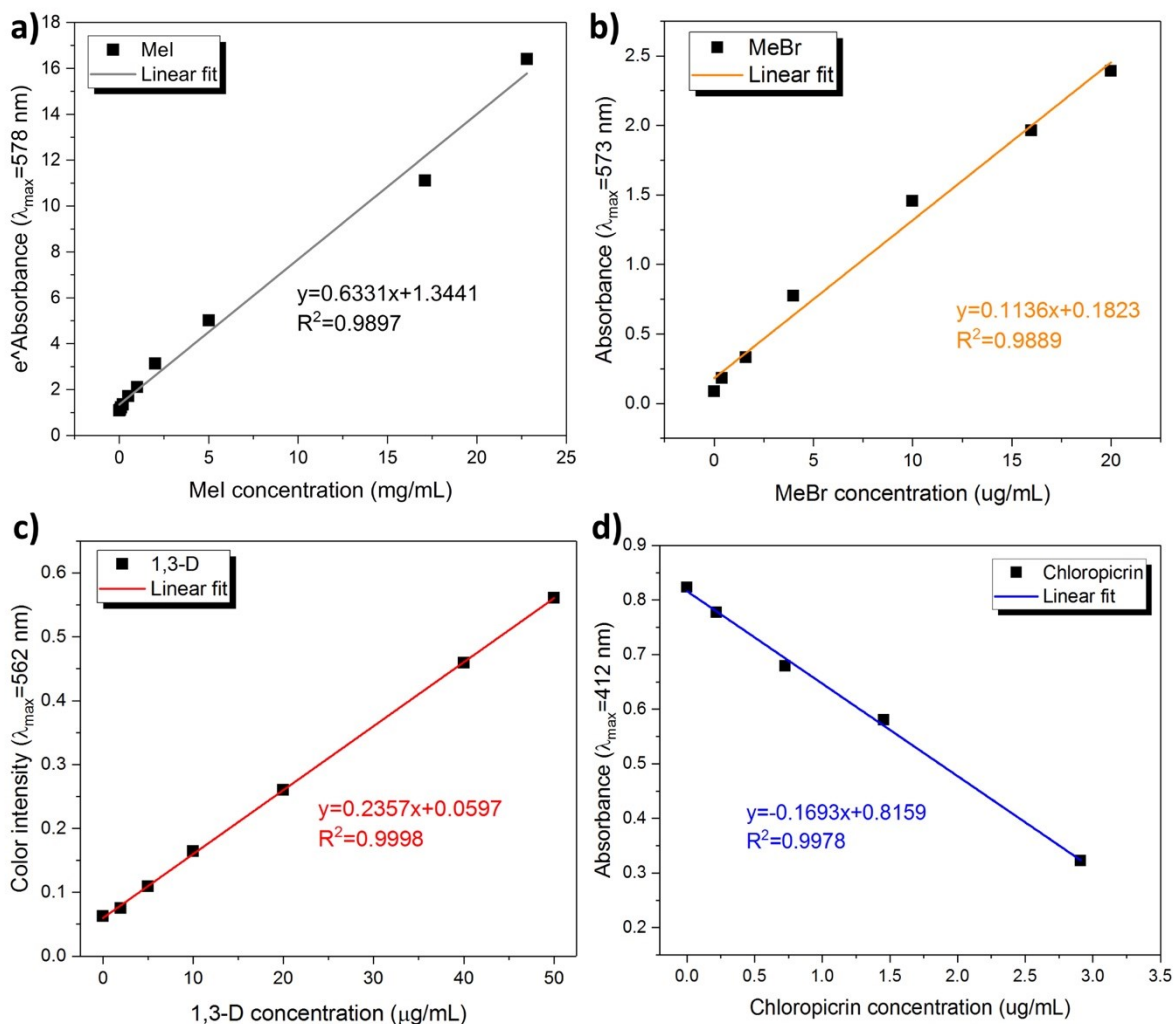 a)
MeI
Linear fit
e^Absorbance (λmax=578 nm)
18
16
14
12
10
8
6
4
2
0
y=0.6331x+1.3441
R²=0.9897
0 5 10 15 20 25
MeI concentration (mg/mL)
b)
MeBr
Linear fit
Absorbance (λmax=573 nm)
2.5
2.0
1.5
1.0
0.5
0.0
y=0.1136x+0.1823
R²=0.9889
0 5 10 15 20
MeBr concentration (ug/mL)
c)
1,3-D
Linear fit
Color intensity (λmax=562 nm)
0.6
0.5
0.4
0.3
0.2
0.1
0.0
y=0.2357x+0.0597
R²=0.9998
0 10 20 30 40 50
1,3-D concentration (μg/mL)
d)
Chloropicrin
Linear fit
Absorbance (λmax=412 nm)
0.9
0.8
0.7
0.6
0.5
0.4
0.3
0.2
y=-0.1693x+0.8159
R²=0.9978
0.0 0.5 1.0 1.5 2.0 2.5 3.0 3.5
Chloropicrin concentration (ug/mL)